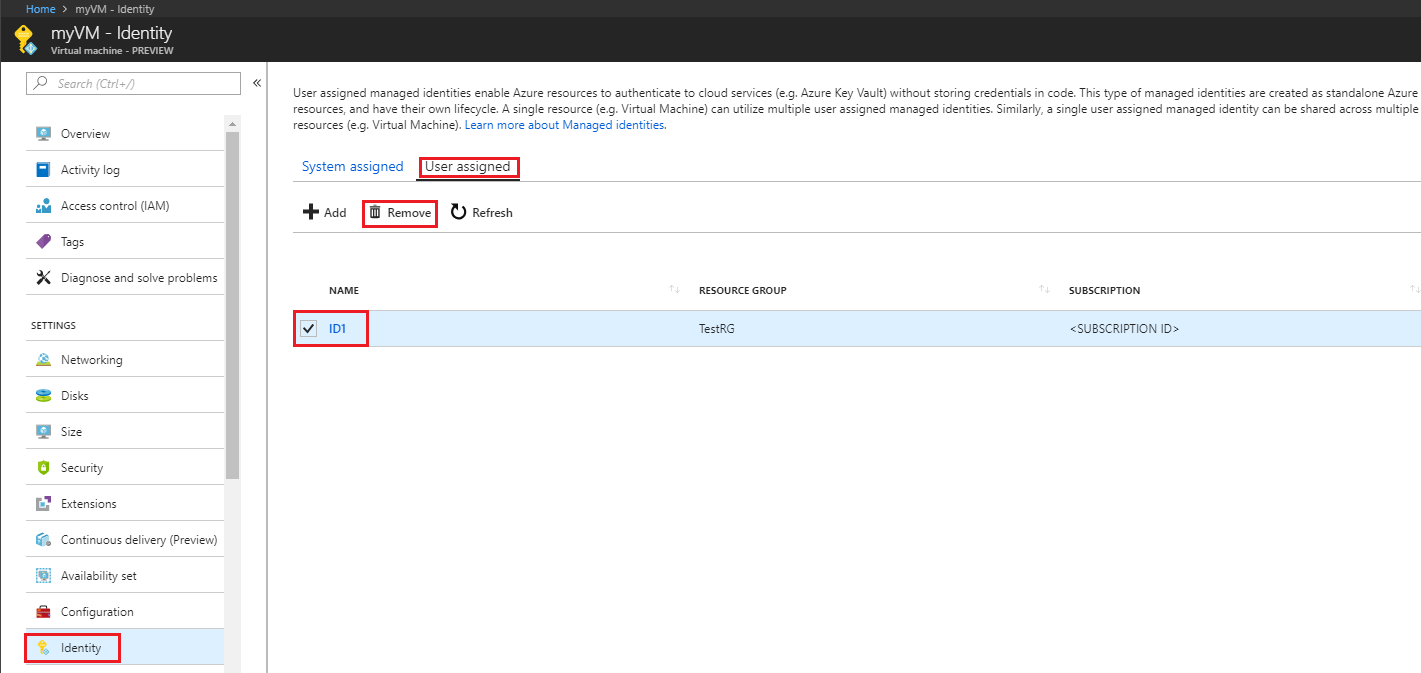 Home > myVM - Identity
myVM - Identity
Virtual machine - PREVIEW
Search (Ctrl+/)
«
Overview
Activity log
Access control (IAM)
Tags
Diagnose and solve problems
SETTINGS
Networking
Disks
Size
Security
Extensions
Continuous delivery (Preview)
Availability set
Configuration
Identity
User assigned managed identities enable Azure resources to authenticate to cloud services (e.g. Azure Key Vault) without storing credentials in code. This type of managed identities are created as standalone Azure
resources, and have their own lifecycle. A single resource (e.g. Virtual Machine) can utilize multiple user assigned managed identities. Similarly, a single user assigned managed identity can be shared across multiple
resources (e.g. Virtual Machine). Learn more about Managed identities.
System assigned User assigned
Add Remove Refresh
NAME RESOURCE GROUP SUBSCRIPTION
ID1 TestRG <SUBSCRIPTION ID>